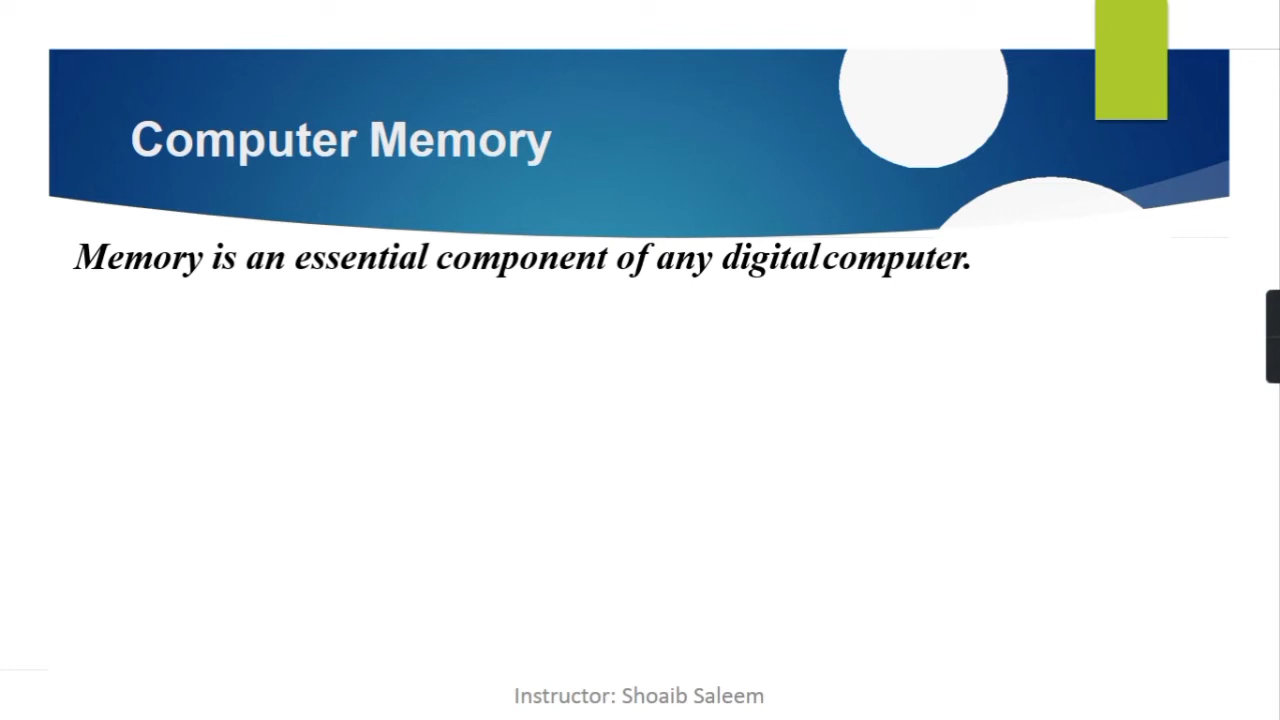 Computer Memory
Memory is an essential component of any digital computer.
Instructor: Shoaib Saleem